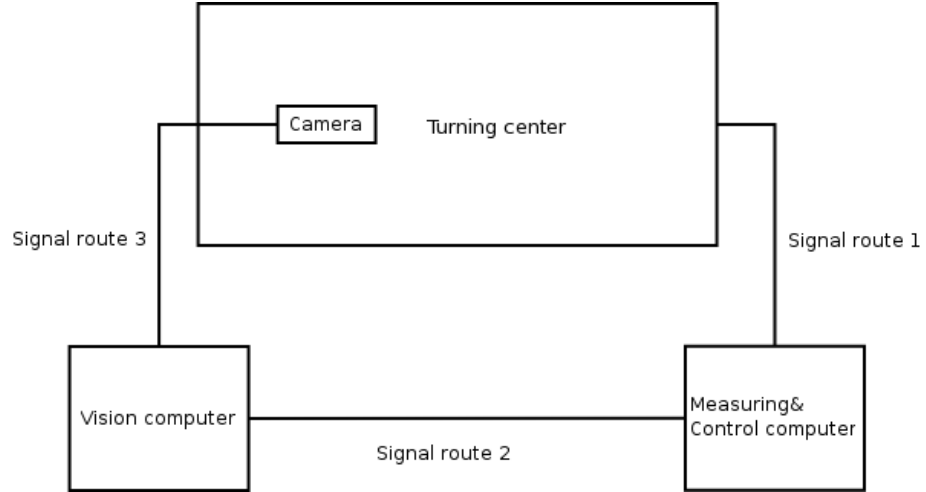 Camera
Turning center
Signal route 3
Signal route 1
Vision computer
Measuring&
Control computer
Signal route 2